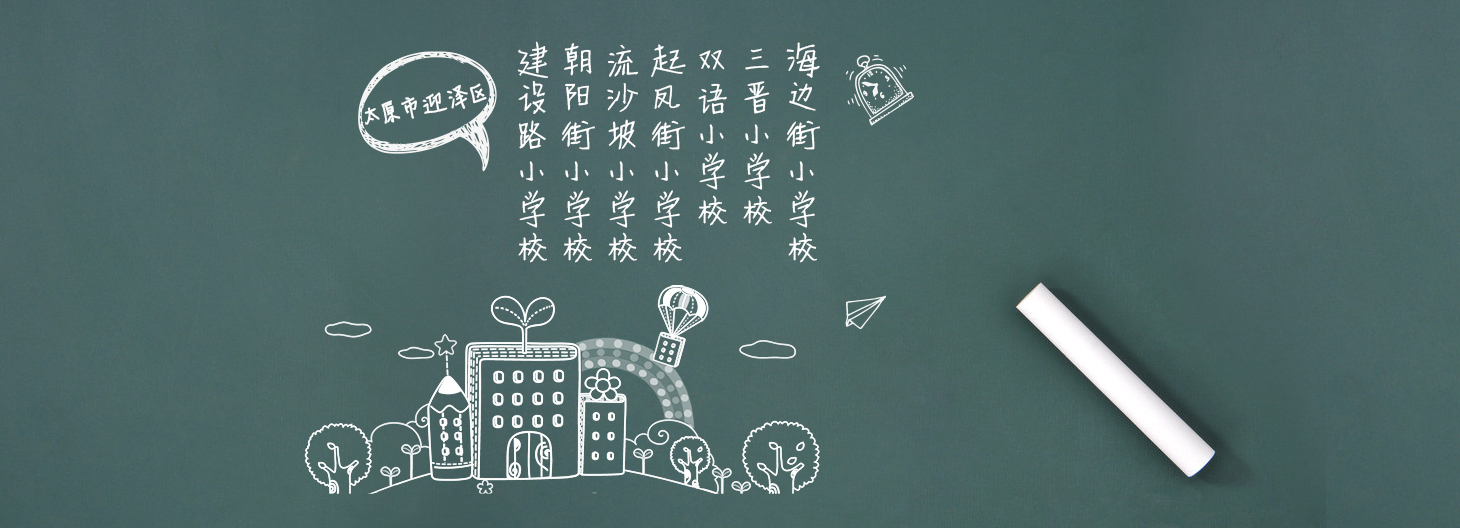 太原市迎泽区
建设路小学校
朝阳街小学校
流沙坡小学校
起凤街小学校
双语小学校
三晋小学校
海边街小学校